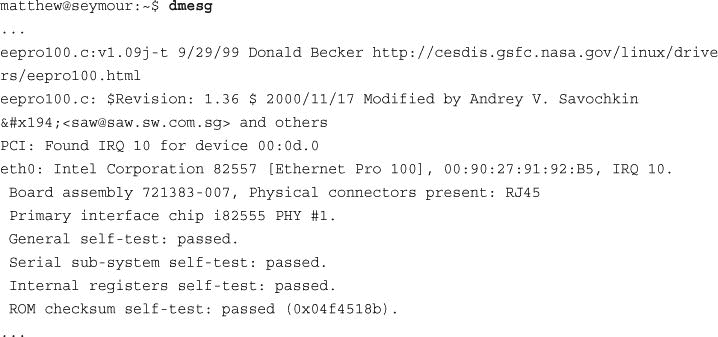 matthew@seymour:~$ dmesg
...
eepro100.c:v1.09j-t 9/29/99 Donald Becker http://cesdis.gsfc.nasa.gov/linux/drive
rs/eepro100.html
eepro100.c: $Revision: 1.36 $ 2000/11/17 Modified by Andrey V. Savochkin
&#x194;<saw@saw.sw.com.sg> and others
PCI: Found IRQ 10 for device 00:0d.0
eth0: Intel Corporation 82557 [Ethernet Pro 100], 00:90:27:91:92:B5, IRQ 10.
 Board assembly 721383-007, Physical connectors present: RJ45
 Primary interface chip i82555 PHY #1.
 General self-test: passed.
 Serial sub-system self-test: passed.
 Internal registers self-test: passed.
 ROM checksum self-test: passed (0x04f4518b).
...